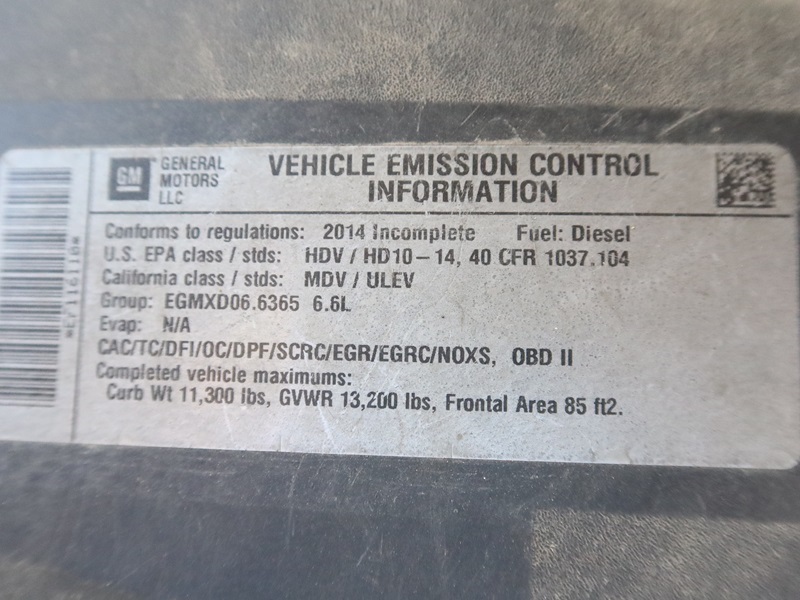 GM
GENERAL
MOTORS
LLC
VEHICLE EMISSION CONTROL
INFORMATION
Conforms to regulations: 2014 Incomplete Fuel: Diesel
U.S. EPA class / stds: HDV / HD10-14, 40 CFR 1037.104
California class / stds: MDV / ULEV
Group: EGMXD06.6365 6.6L
Evap: N/A
CAC/TC/DFI/OC/DPF/SCRC/EGR/EGRC/NOXS, OBD II
Completed vehicle maximums:
Curb Wt 11,300 lbs, GVWR 13,200 lbs, Frontal Area 85 ft2.